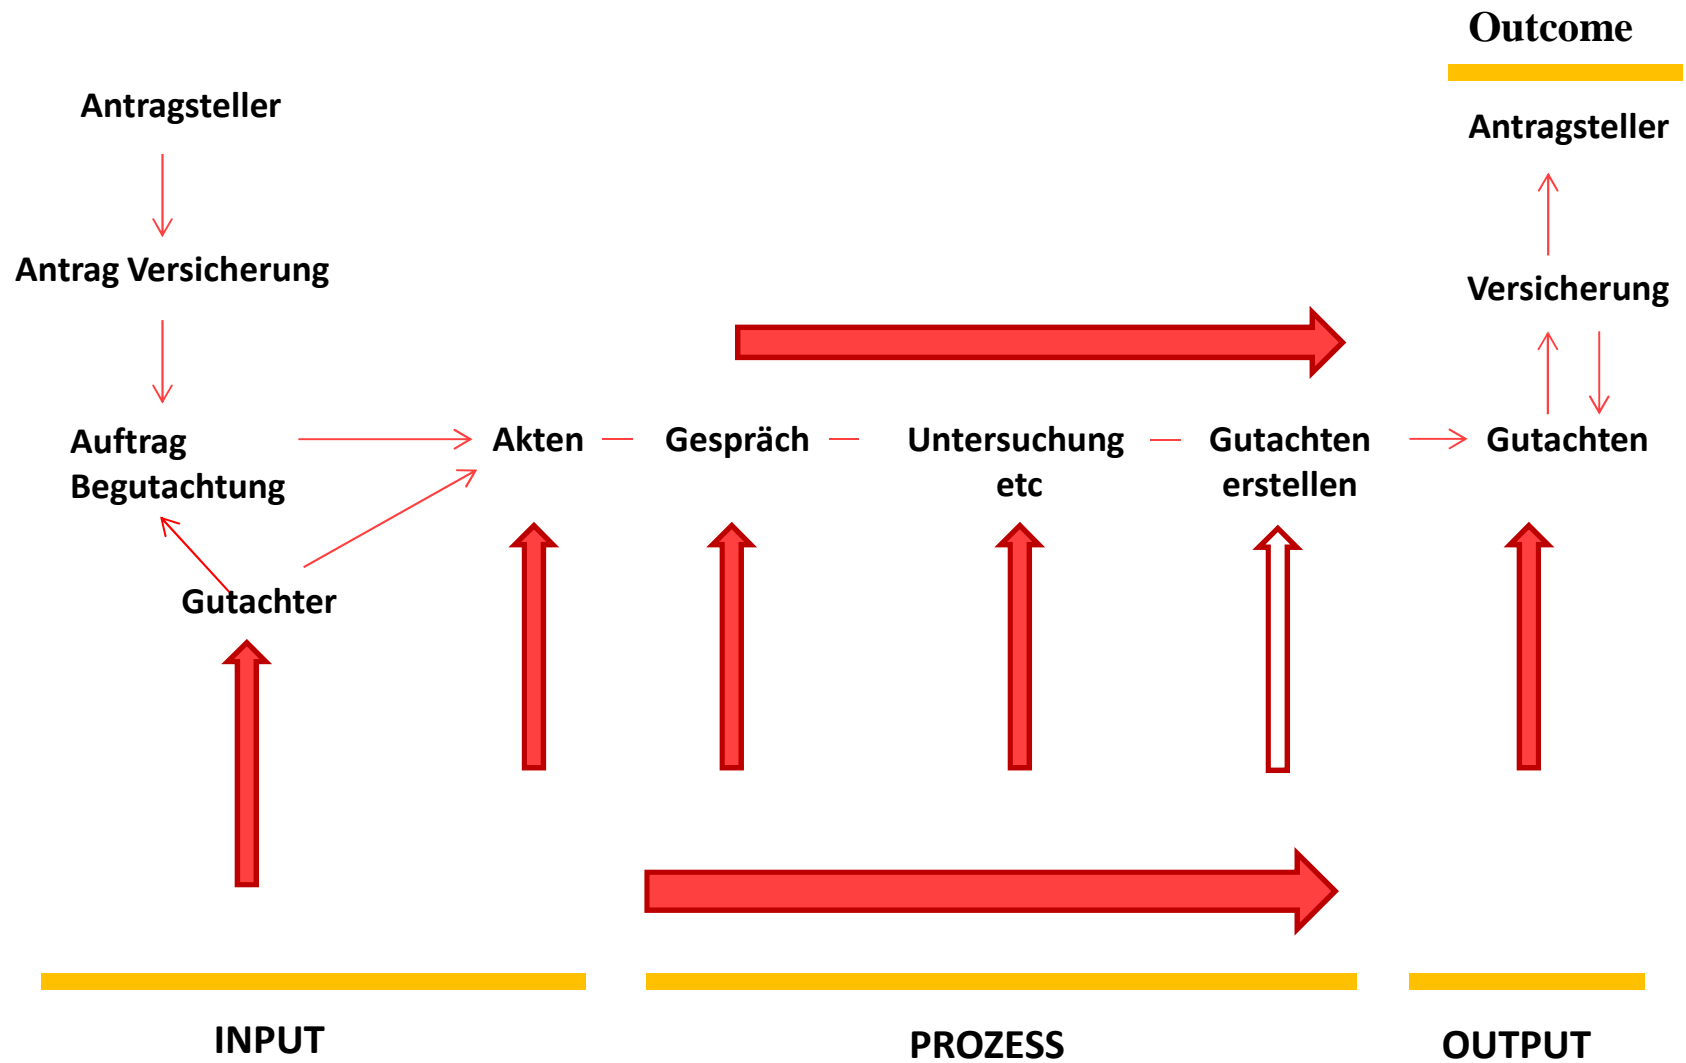 Outcome
Antragsteller
Antragsteller
Antrag Versicherung
Versicherung
Auftrag
Begutachtung
Akten
Gespräch
Untersuchung
etc
Gutachten
erstellen
Gutachten
Gutachter
INPUT
PROZESS
OUTPUT